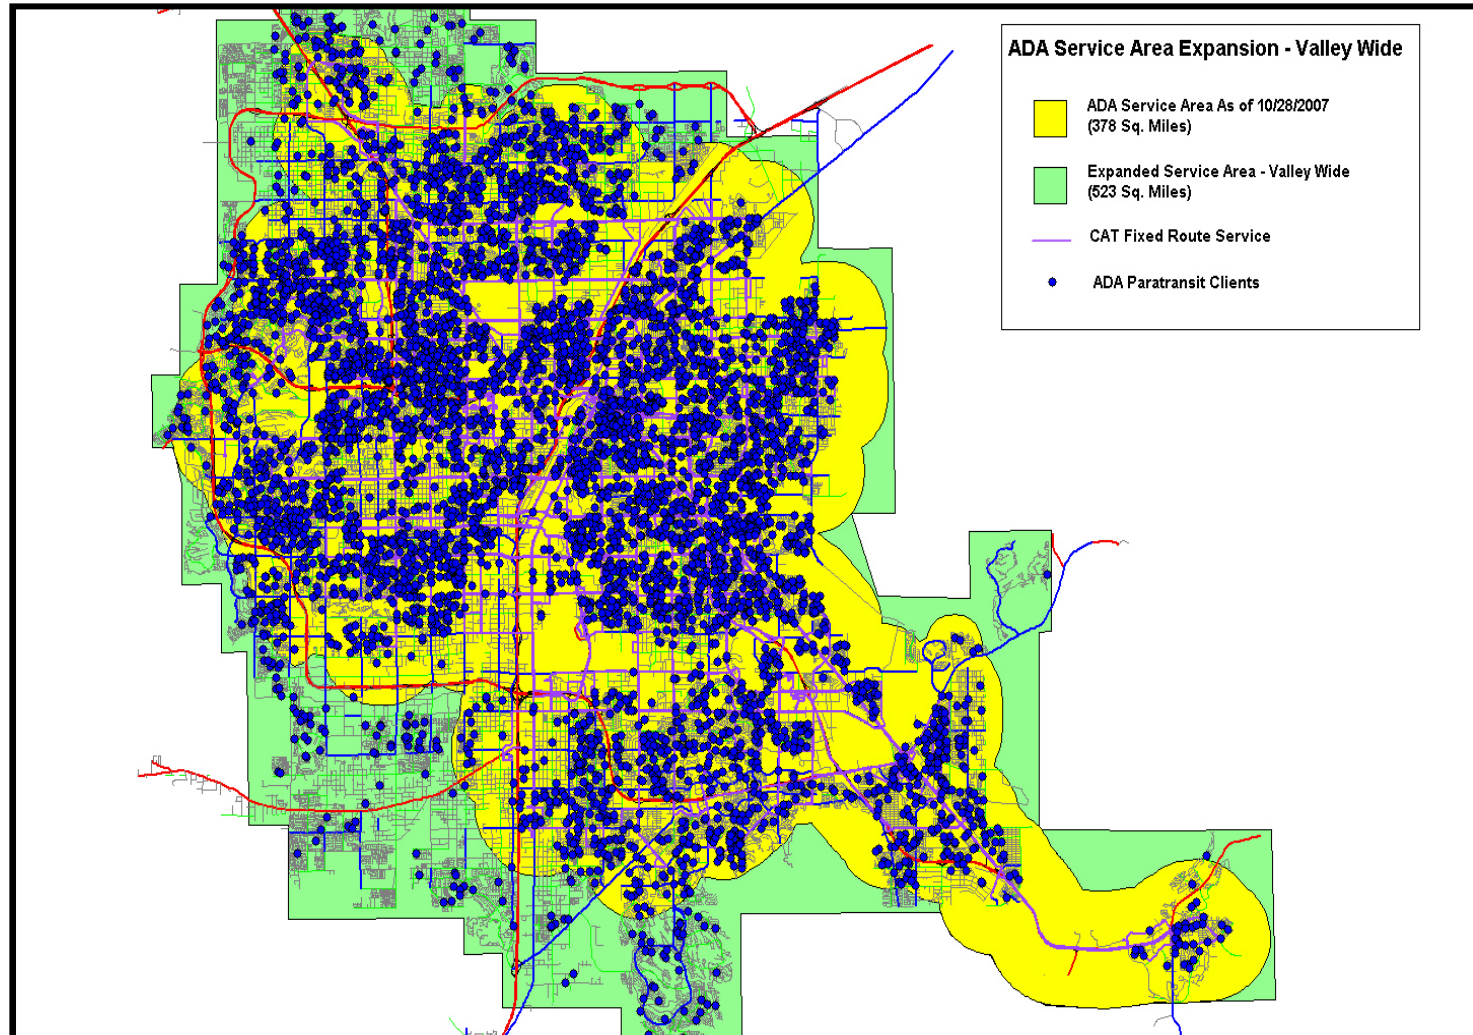 ADA Service Area Expansion - Valley Wide
ADA Service Area As of 10/28/2007
(378 Sq. Miles)
Expanded Service Area - Valley Wide
(523 Sq. Miles)
CAT Fixed Route Service
ADA Paratransit Clients